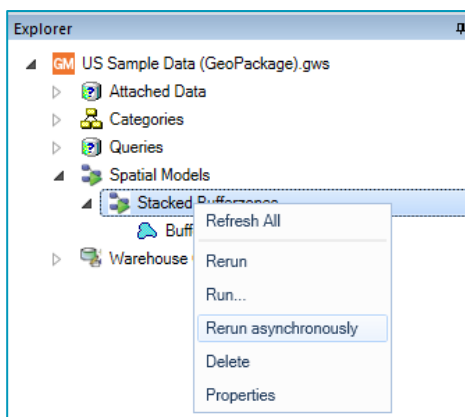 Explorer
GM US Sample Data (GeoPackage).gws
Attached Data
Categories
Queries
Spatial Models
Stacked Bufferzones
Buff
Warehouse
Refresh All
Rerun
Run...
Rerun asynchronously
Delete
Properties